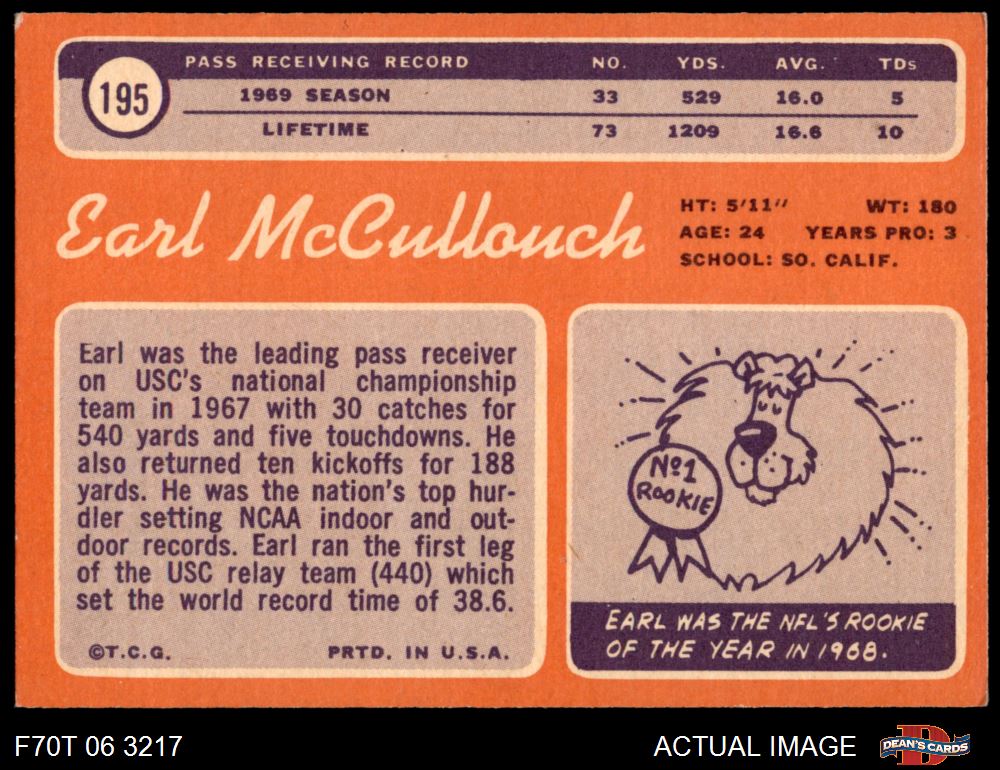 195
PASS RECEIVING RECORD NO. YDS. AVG. TDs
1969 SEASON 33 529 16.0 5
LIFETIME 73 1209 16.6 10
Earl McCullouch
HT: 5'11" WT: 180
AGE: 24 YEARS PRO: 3
SCHOOL: SO. CALIF.
Earl was the leading pass receiver
on USC's national championship
team in 1967 with 30 catches for
540 yards and five touchdowns. He
also returned ten kickoffs for 188
yards. He was the nation's top hur-
dler setting NCAA indoor and out-
door records. Earl ran the first leg
of the USC relay team (440) which
set the world record time of 38.6.
©T.C.G. PRTD. IN U.S.A.
Nº1
ROOKIE
EARL WAS THE NFL'S ROOKIE
OF THE YEAR IN 1968.
F70T 06 3217
ACTUAL IMAGE
D
DEAN'S CARDS